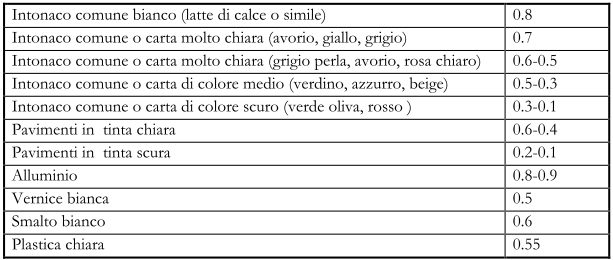 Intonaco comune bianco (latte di calce o simile) 0.8
Intonaco comune o carta molto chiara (avorio, giallo, grigio) 0.7
Intonaco comune o carta molto chiara (grigio perla, avorio, rosa chiaro) 0.6-0.5
Intonaco comune o carta di colore medio (verdino, azzurro, beige) 0.5-0.3
Intonaco comune o carta di colore scuro (verde oliva, rosso ) 0.3-0.1
Pavimenti in  tinta chiara 0.6-0.4
Pavimenti in  tinta scura 0.2-0.1
Alluminio 0.8-0.9
Vernice bianca 0.5
Smalto bianco 0.6
Plastica chiara 0.55